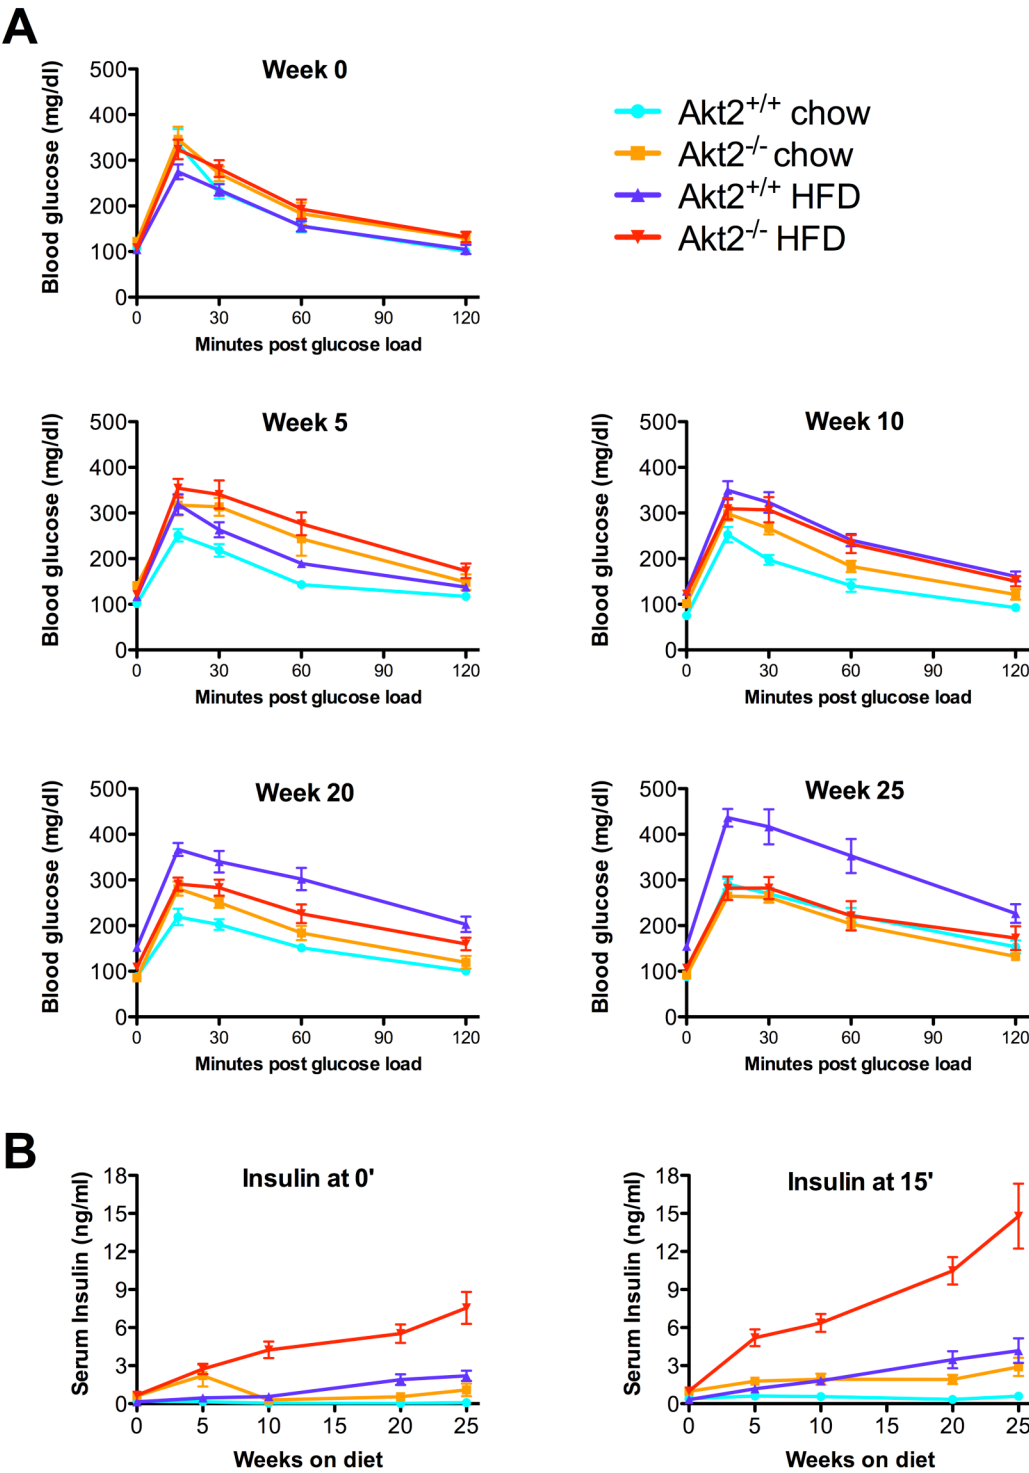 A
Week 0
Blood glucose (mg/dl)
500
400
300
200
100
0
0 30 60 90 120
Minutes post glucose load
Akt2+/+ chow
Akt2-/- chow
Akt2+/+ HFD
Akt2-/- HFD
Week 5
Blood glucose (mg/dl)
500
400
300
200
100
0
0 30 60 90 120
Minutes post glucose load
Week 10
Blood glucose (mg/dl)
500
400
300
200
100
0
0 30 60 90 120
Minutes post glucose load
Week 20
Blood glucose (mg/dl)
500
400
300
200
100
0
0 30 60 90 120
Minutes post glucose load
Week 25
Blood glucose (mg/dl)
500
400
300
200
100
0
0 30 60 90 120
Minutes post glucose load
B
Insulin at 0'
Serum Insulin (ng/ml)
18
15
12
9
6
3
0
0 5 10 15 20 25
Weeks on diet
Insulin at 15'
Serum Insulin (ng/ml)
18
15
12
9
6
3
0
0 5 10 15 20 25
Weeks on diet